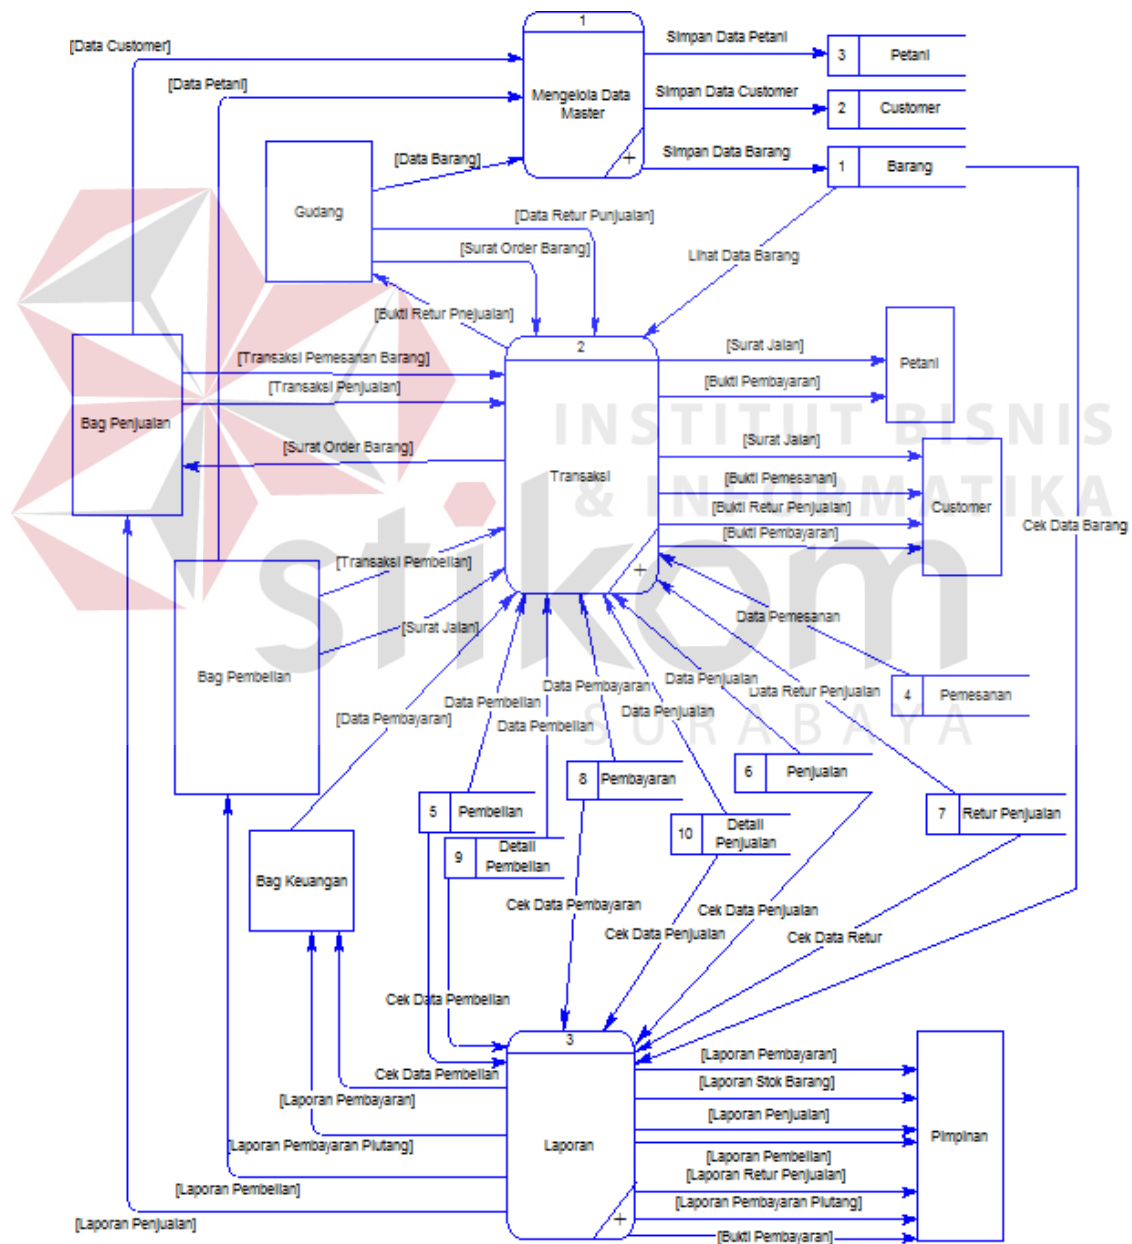 1
[Data Customer]
Simpan Data Petani
3
Petani
[Data Petani]
Mengelola Data
Master
Simpan Data Customer
2
Customer
[Data Barang]
+
Simpan Data Barang
1
Barang
Gudang
[Data Retur Punjualan]
[Surat Order Barang]
Lihat Data Barang
[Bukti Retur Pnejualan]
2
[Surat Jalan]
Petani
[Transaksi Pemesanan Barang]
[Bukti Pembayaran]
[Transaksi Penjualan]
INSTITUT BISNIS
Bag Penjualan
[Surat Order Barang]
[Surat Jalan]
Transaksi
[Bukti Pemesanan]
& INFORMATIKA
[Bukti Retur Penjualan]
Customer
[Bukti Pembayaran]
Cek Data Barang
stikom
[Transaksi Pembelian]
+
[Surat Jalan]
Data Pemesanan
Bag Pembelian
Data Pembayaran
Data Penjualan
Data Retur Penjualan
4
Pemesanan
Data Pembelian
Data Penjualan
[Data Pembayaran]
Data Pembelian
SURABAYA
8
Pembayaran
6
Penjualan
5
Pembelian
7
Retur Penjualan
10
Detail
Penjualan
9
Detail
Pembelian
Bag Keuangan
Cek Data Pembayaran
Cek Data Penjualan
Cek Data Penjualan
Cek Data Retur
Cek Data Pembelian
3
[Laporan Pembayaran]
Cek Data Pembelian
[Laporan Stok Barang]
[Laporan Pembayaran]
[Laporan Penjualan]
[Laporan Pembayaran Piutang]
Laporan
Pimpinan
[Laporan Pembelian]
[Laporan Retur Penjualan]
[Laporan Pembelian]
[Laporan Pembayaran Piutang]
[Laporan Penjualan]
+
[Bukti Pembayaran]